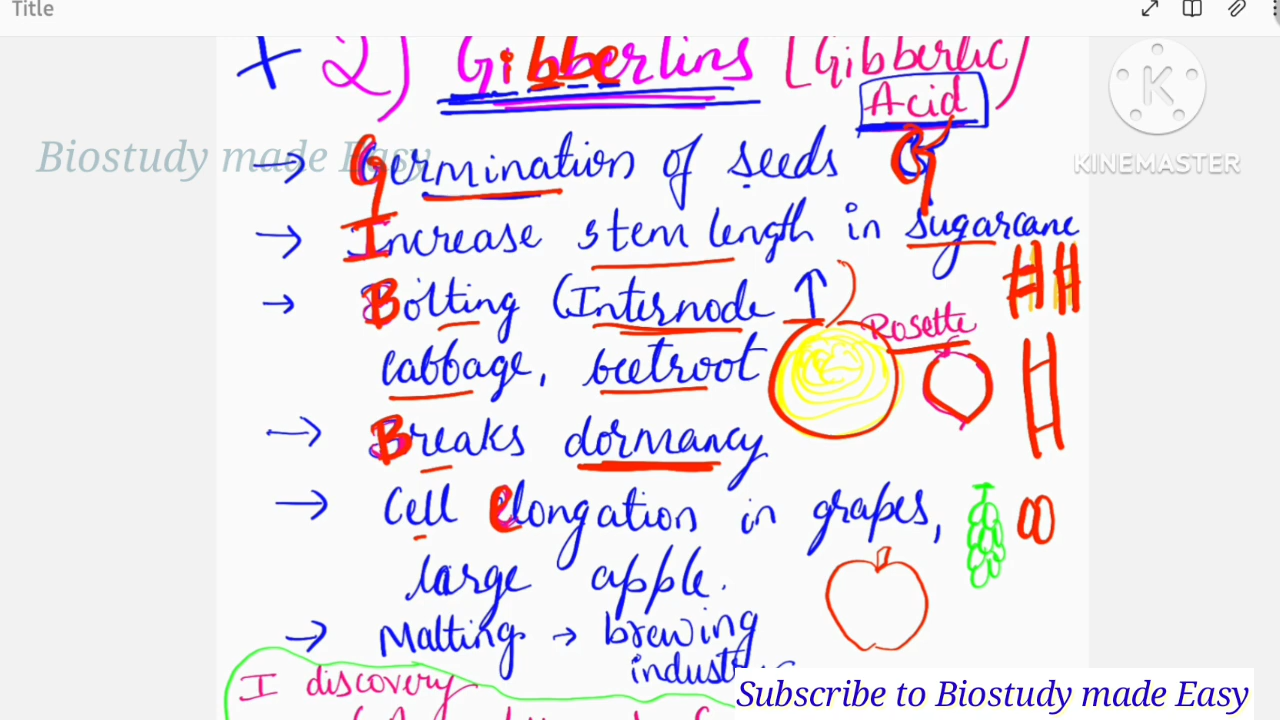 Title
+ 2) Gibberlins [Gibberlic]
Acid
Biostudy made Easy
K
KINEMASTER
→ Germination of seeds
→ Increase stem length in sugarcane
→ Bolting (Internode ↑)
Rosette
cabbage, beetroot
→ Breaks dormancy
→ Cell elongation in grapes,
large apple.
→ Malting → brewing
I discovery
Subscribe to Biostudy made Easy